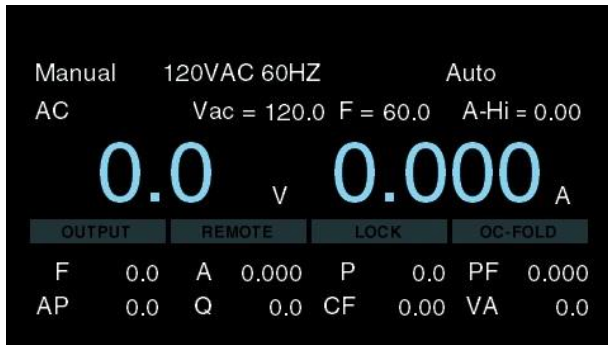 Manual 120VAC 60HZ Auto
AC Vac = 120.0 F = 60.0 A-Hi = 0.00
0.0 V 0.000 A
OUTPUT REMOTE LOCK OC-FOLD
F 0.0 A 0.000 P 0.0 PF 0.000
AP 0.0 Q 0.0 CF 0.00 VA 0.0